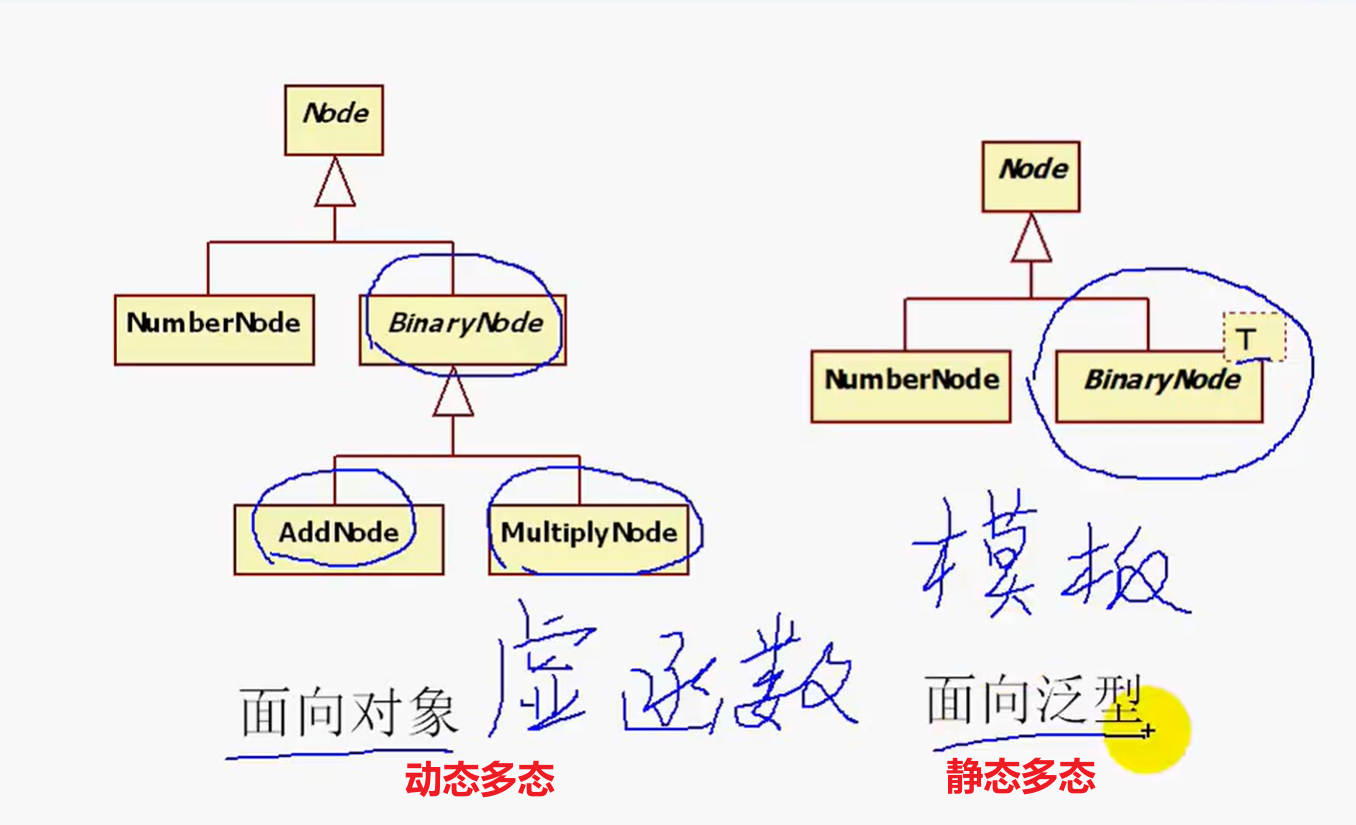 Node
Node
NumberNode
BinaryNode
T
NumberNode
BinaryNode
AddNode
MultiplyNode
模板
虚函数
面向对象
面向泛型
动态多态
静态多态